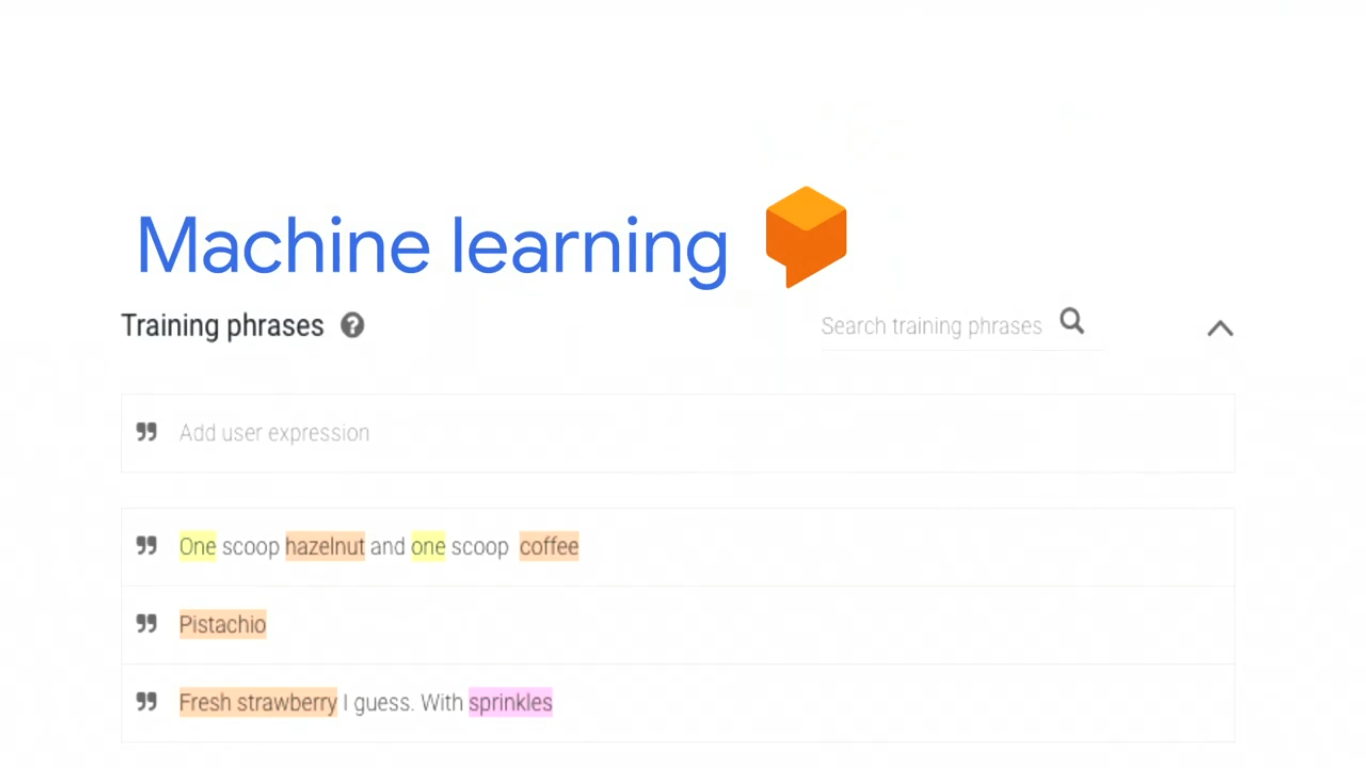 Machine learning
Training phrases ?
Search training phrases
Add user expression
One scoop hazelnut and one scoop coffee
Pistachio
Fresh strawberry I guess. With sprinkles